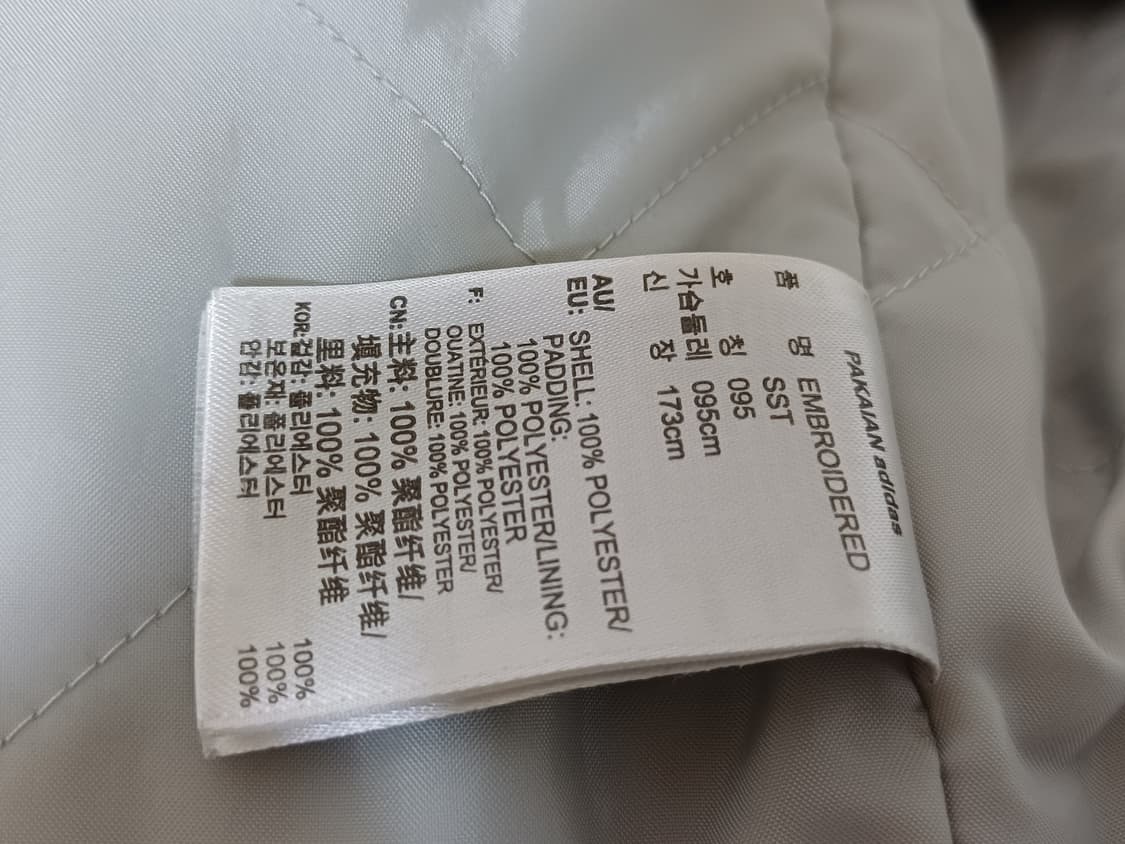 PAKAIAN adidas
품 명 EMBROIDERED
SST
호 칭 095
가슴둘레 095cm
신 장 173cm
AU/
EU: SHELL: 100% POLYESTER/
PADDING:
100% POLYESTER/LINING:
100% POLYESTER
F: EXTERIEUR: 100% POLYESTER/
OUATINE: 100% POLYESTER/
DOUBLURE: 100% POLYESTER
CN:主料: 100% 聚酯纤维/
填充物: 100% 聚酯纤维/
里料: 100% 聚酯纤维
KOR:겉감: 폴리에스터 100%
보온재: 폴리에스터 100%
안감: 폴리에스터 100%